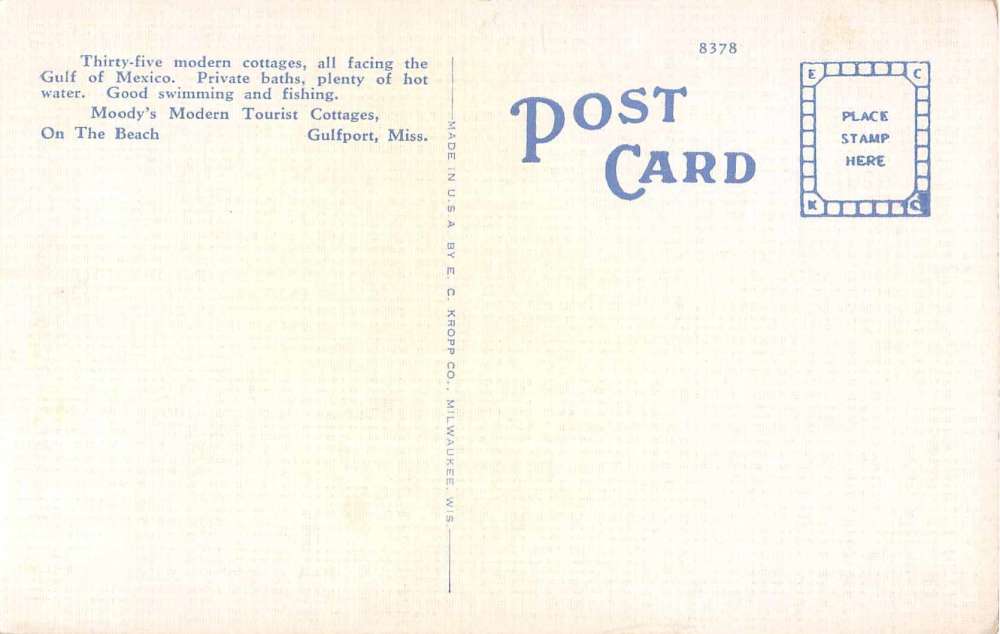 Thirty-five modern cottages, all facing the
Gulf of Mexico. Private baths, plenty of hot
water. Good swimming and fishing.
Moody's Modern Tourist Cottages,
On The Beach Gulfport, Miss.
MADE IN U.S.A. BY E. C. KROPP CO., MILWAUKEE, WIS
8378
POST
CARD
E C
PLACE
STAMP
HERE
K C